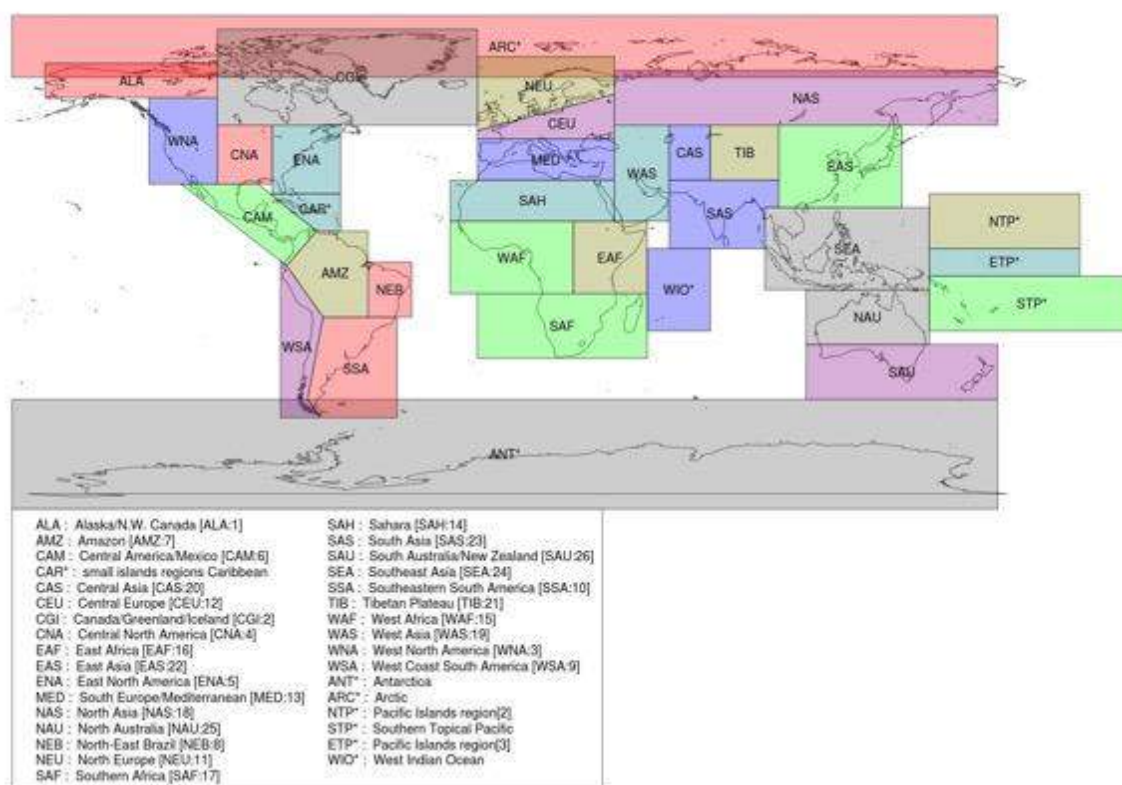 ARC*
ALA
CGI
NEU
NAS
CEU
WNA
CNA
ENA
MED
WAS
CAS
TIB
EAS
CAM
CAR*
SAH
SAS
NTP*
SEA
AMZ
WAF
EAF
ETP*
NEB
WIO*
STP*
NAU
SAF
WSA
SSA
SAU
ANT*
ALA : Alaska/N.W. Canada [ALA:1]
AMZ : Amazon [AMZ:7]
CAM : Central America/Mexico [CAM:6]
CAR* : small islands regions Caribbean
CAS : Central Asia [CAS:20]
CEU : Central Europe [CEU:12]
CGI : Canada/Greenland/Iceland [CGI:2]
CNA : Central North America [CNA:4]
EAF : East Africa [EAF:16]
EAS : East Asia [EAS:22]
ENA : East North America [ENA:5]
MED : South Europe/Mediterranean [MED:13]
NAS : North Asia [NAS:18]
NAU : North Australia [NAU:25]
NEB : North-East Brazil [NEB:8]
NEU : North Europe [NEU:11]
SAF : Southern Africa [SAF:17]
SAH : Sahara [SAH:14]
SAS : South Asia [SAS:23]
SAU : South Australia/New Zealand [SAU:26]
SEA : Southeast Asia [SEA:24]
SSA : Southeastern South America [SSA:10]
TIB : Tibetan Plateau [TIB:21]
WAF : West Africa [WAF:15]
WAS : West Asia [WAS:19]
WNA : West North America [WNA:3]
WSA : West Coast South America [WSA:9]
ANT* : Antarctica
ARC* : Arctic
NTP* : Pacific Islands region[2]
STP* : Southern Topical Pacific
ETP* : Pacific Islands region[3]
WIO* : West Indian Ocean